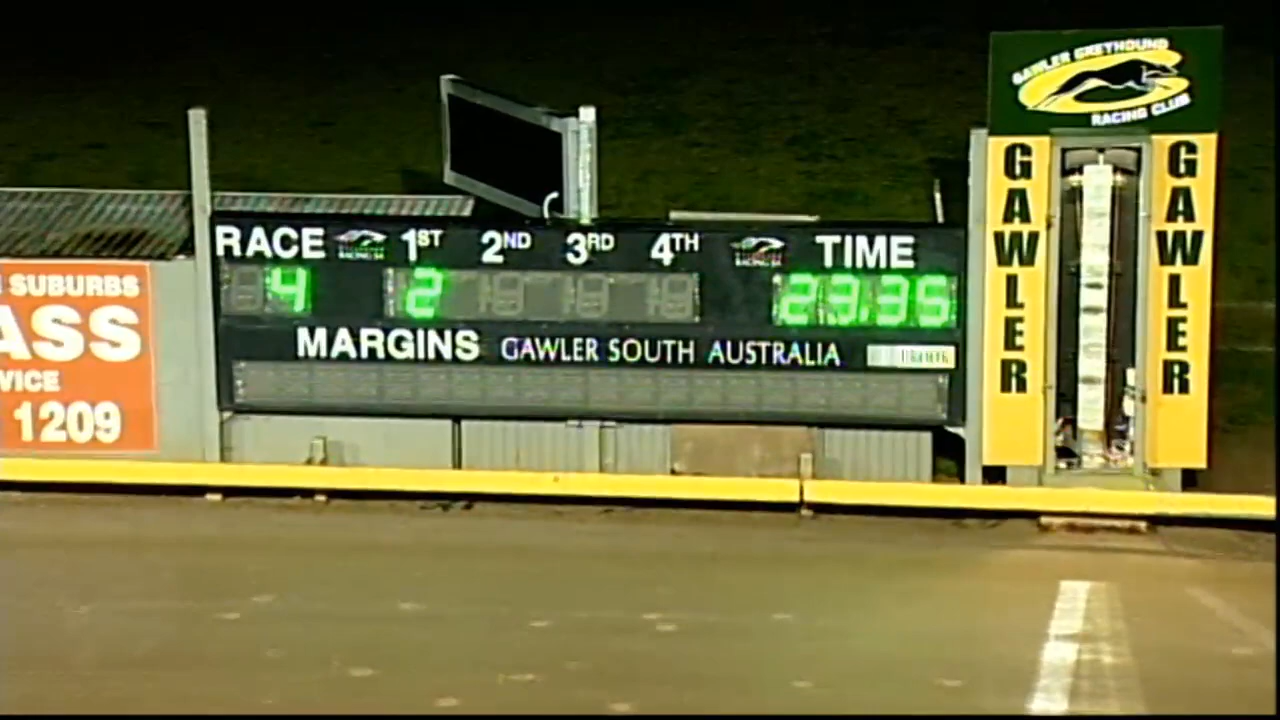 GAWLER GREYHOUND
RACING CLUB
GAWLER
GAWLER
RACE 1ST 2ND 3RD 4TH TIME
4 2 23.35
MARGINS GAWLER SOUTH AUSTRALIA
SUBURBS
ASS
VICE
1209